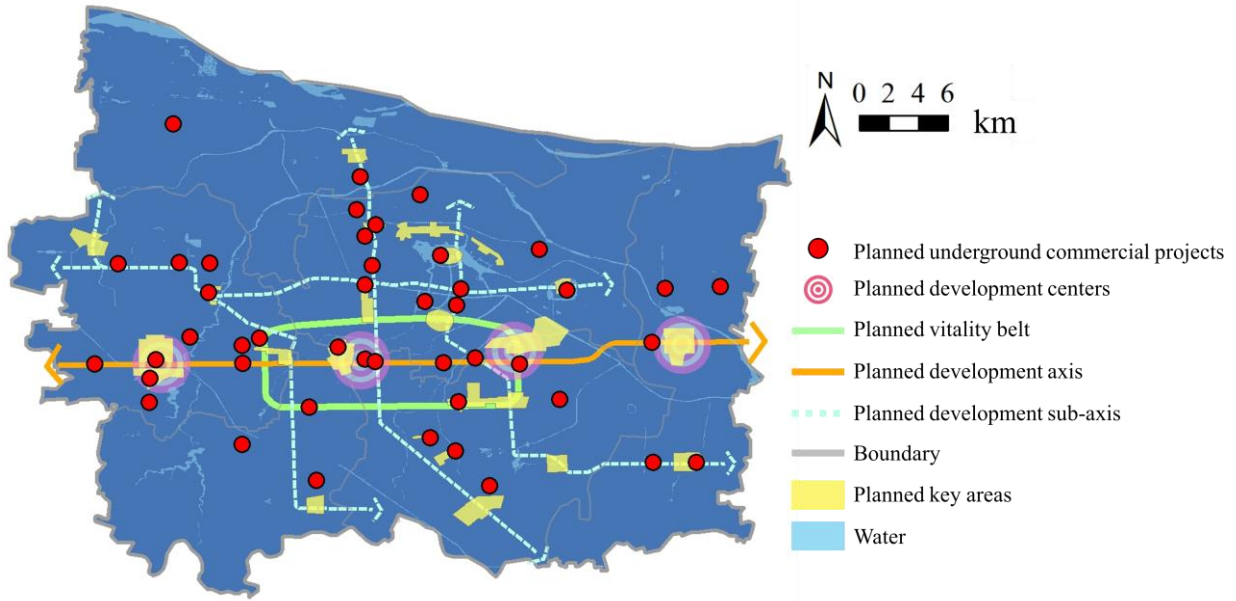 N
0 2 4 6
km
Planned underground commercial projects
Planned development centers
Planned vitality belt
Planned development axis
Planned development sub-axis
Boundary
Planned key areas
Water